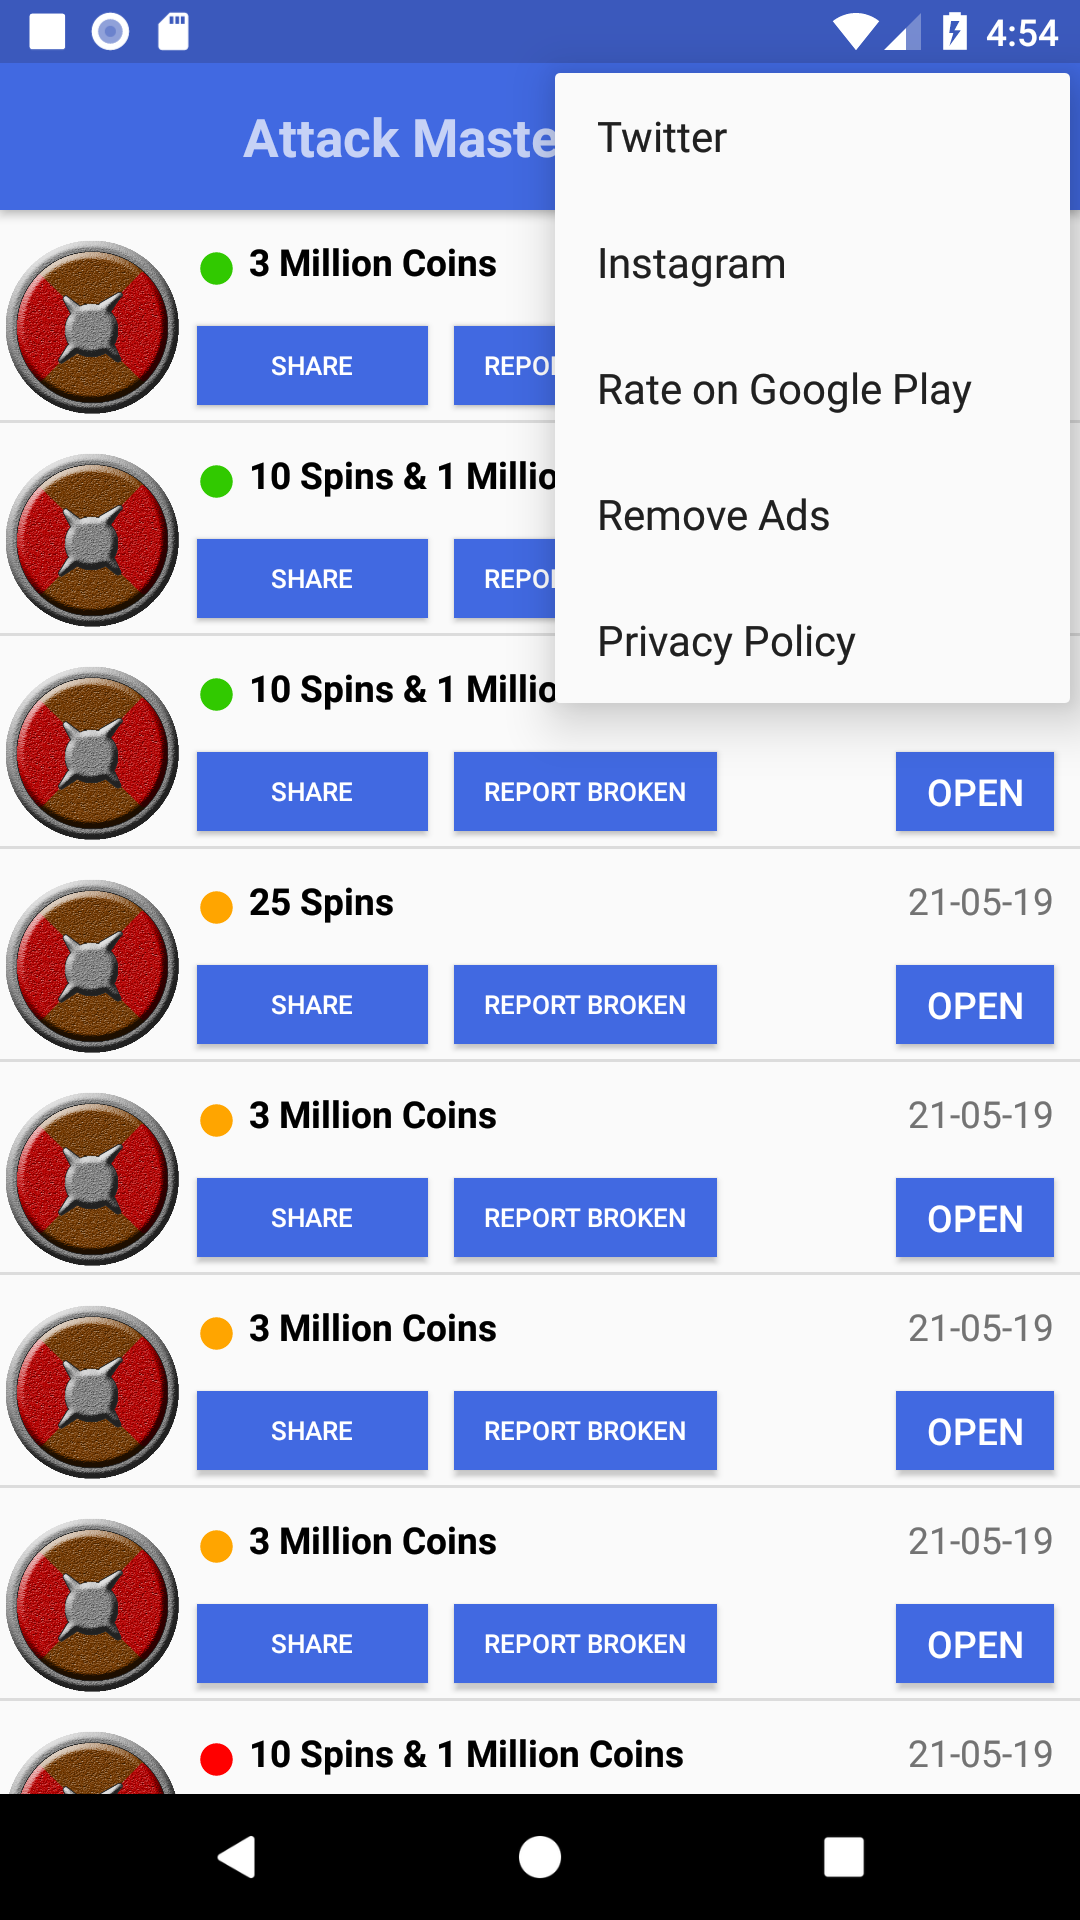 4:54
Attack Maste
Twitter
Instagram
Rate on Google Play
Remove Ads
Privacy Policy
3 Million Coins
SHARE
REPO
10 Spins & 1 Millio
SHARE
REPO
10 Spins & 1 Millio
SHARE REPORT BROKEN OPEN
25 Spins 21-05-19
SHARE REPORT BROKEN OPEN
3 Million Coins 21-05-19
SHARE REPORT BROKEN OPEN
3 Million Coins 21-05-19
SHARE REPORT BROKEN OPEN
3 Million Coins 21-05-19
SHARE REPORT BROKEN OPEN
10 Spins & 1 Million Coins 21-05-19